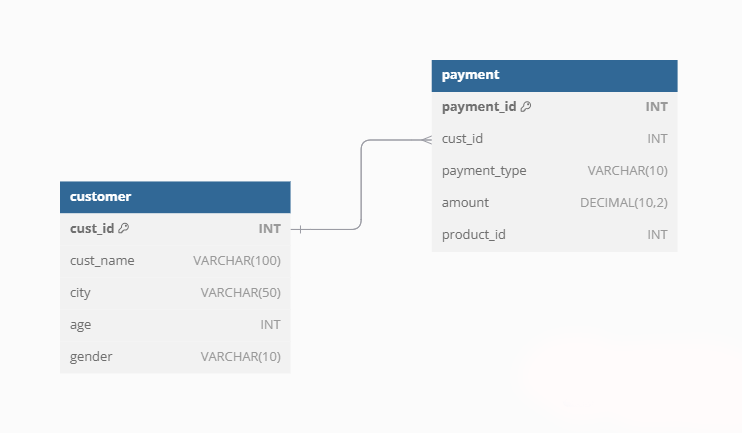 payment
payment_id INT
cust_id INT
payment_type VARCHAR(10)
amount DECIMAL(10,2)
product_id INT
customer
cust_id INT
cust_name VARCHAR(100)
city VARCHAR(50)
age INT
gender VARCHAR(10)